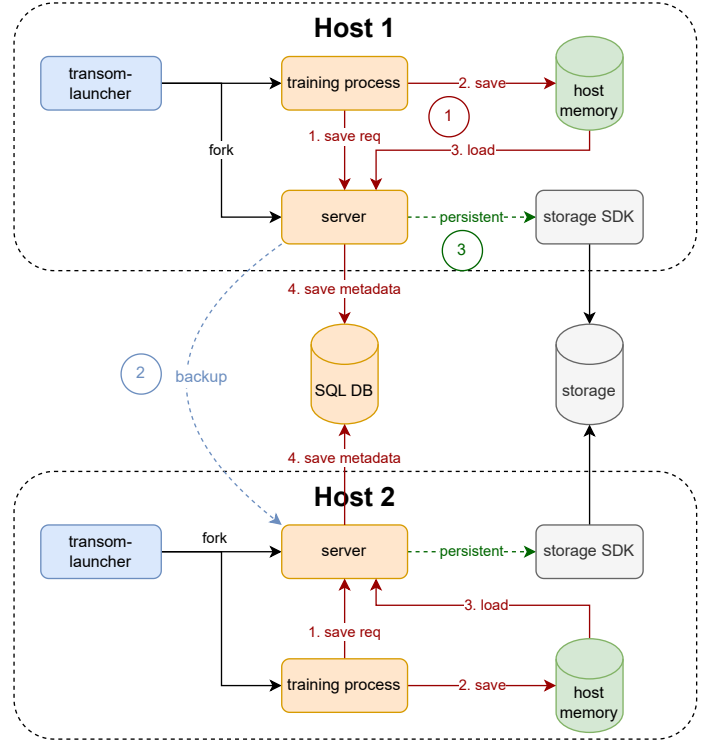 Host 1
transom-
launcher
training process
2. save
host
memory
1
1. save req
fork
3. load
server
persistent
storage SDK
3
4. save metadata
2
backup
SQL DB
storage
4. save metadata
Host 2
transom-
launcher
fork
server
persistent
storage SDK
3. load
1. save req
training process
2. save
host
memory